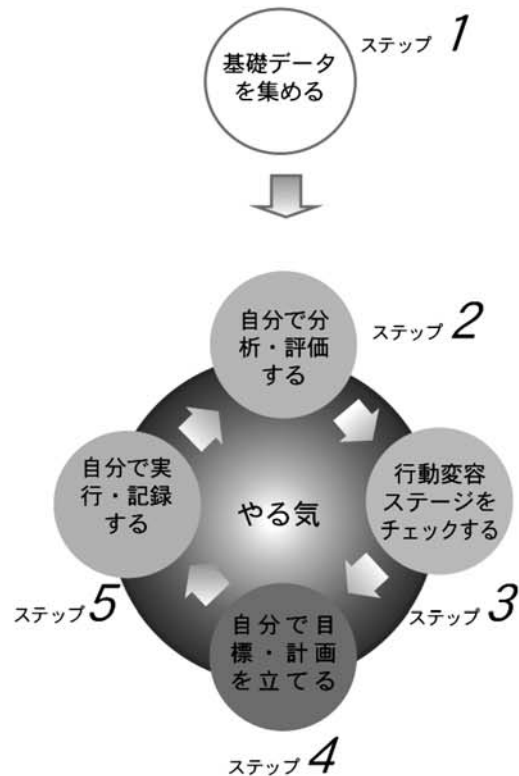 ステップ 1
基礎データ
を集める
自分で分
析・評価
する
ステップ 2
行動変容
ステージを
チェックする
ステップ 3
やる気
自分で目
標・計画
を立てる
ステップ 4
自分で実
行・記録
する
ステップ 5